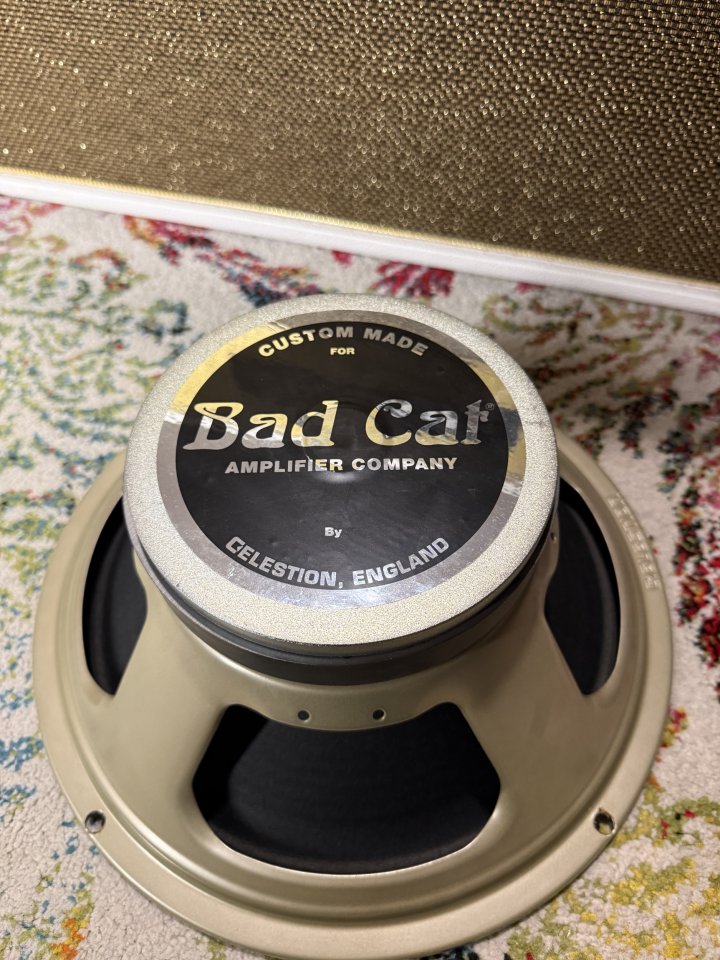 CUSTOM MADE
FOR
Bad Cat®
AMPLIFIER COMPANY
By
CELESTION, ENGLAND